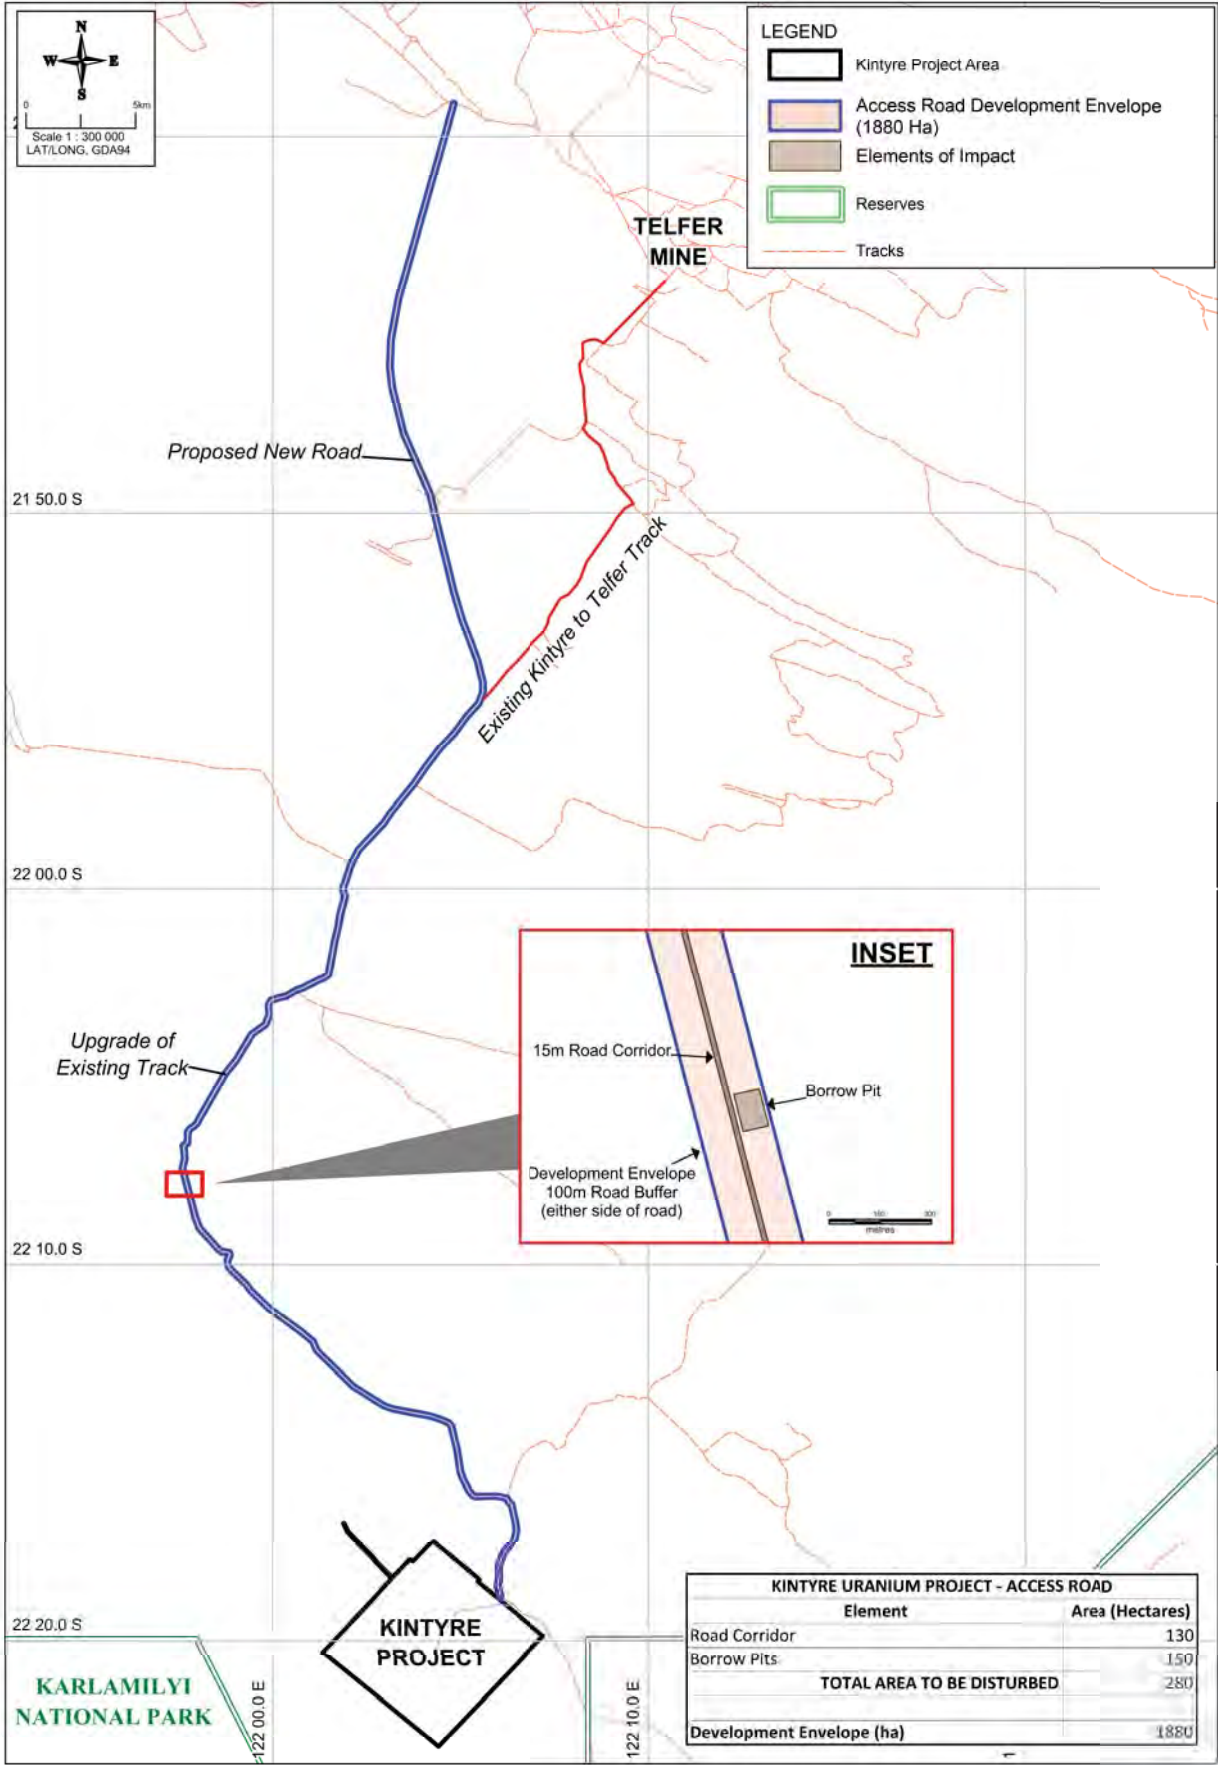 N
W E
S
0 5km
Scale 1 : 300 000
LAT/LONG, GDA94
LEGEND
Kintyre Project Area
Access Road Development Envelope
(1880 Ha)
Elements of Impact
Reserves
Tracks
TELFER
MINE
Proposed New Road
21 50.0 S
Existing Kintyre to Telfer Track
22 00.0 S
INSET
15m Road Corridor
Borrow Pit
Development Envelope
100m Road Buffer
(either side of road)
0 150 300
metres
Upgrade of
Existing Track
22 10.0 S
KINTYRE
PROJECT
22 20.0 S
KARLAMILYI
NATIONAL PARK
122 00.0 E
122 10.0 E
KINTYRE URANIUM PROJECT - ACCESS ROAD
Element Area (Hectares)
Road Corridor 130
Borrow Pits 150
TOTAL AREA TO BE DISTURBED 280
Development Envelope (ha) 1880
1